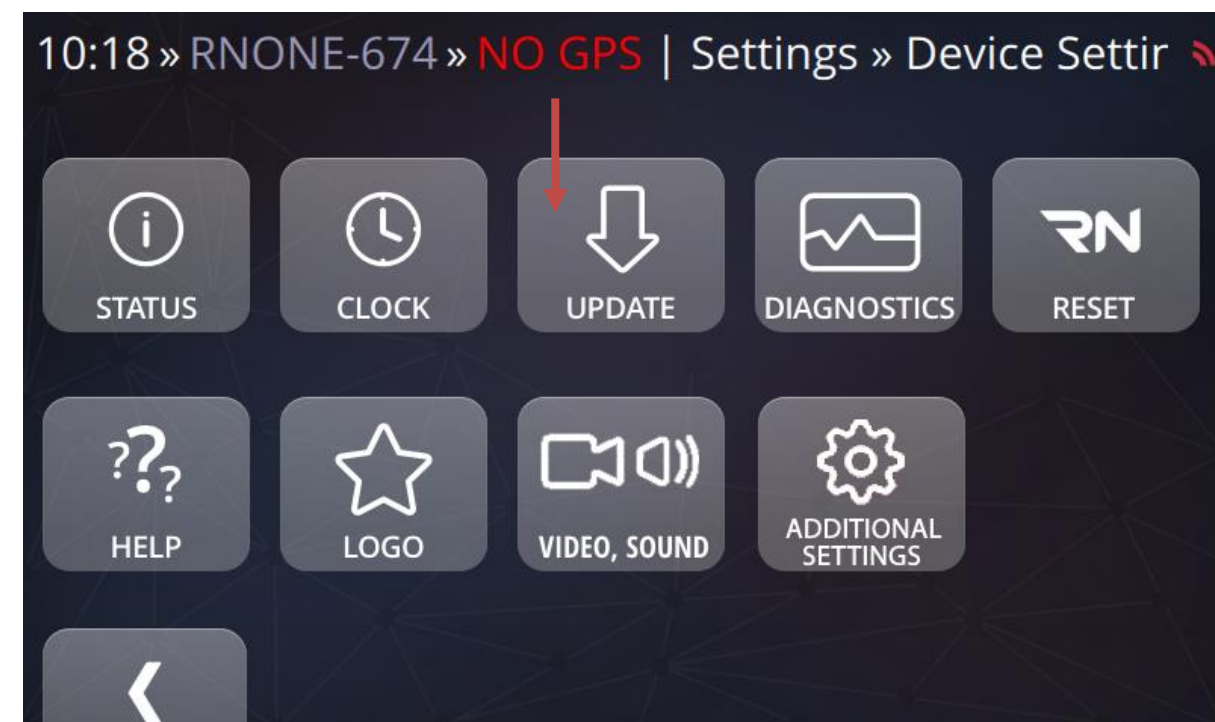 10:18 » RNONE-674 » NO GPS | Settings » Device Settir
STATUS
CLOCK
UPDATE
DIAGNOSTICS
RN
RESET
???
HELP
LOGO
VIDEO, SOUND
ADDITIONAL
SETTINGS